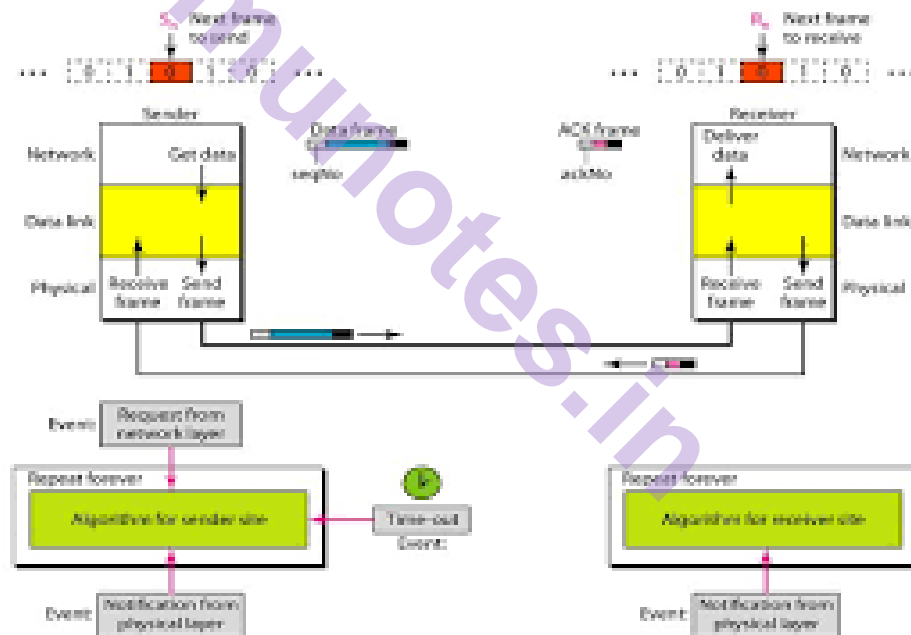 Sn Next frame to send
Rn Next frame to receive
... 0 1 0 1 0 ...
... 0 1 0 1 0 ...
Sender
Receiver
Data frame
seqNo
ACK frame
ackNo
Network
Get data
Deliver data
Network
Data link
Data link
Physical
Receive frame
Send frame
Receive frame
Send frame
Physical
Event:
Request from network layer
Repeat forever
Algorithm for sender site
Time-out
Event:
Repeat forever
Algorithm for receiver site
Event:
Notification from physical layer
Event:
Notification from physical layer
munotes.in